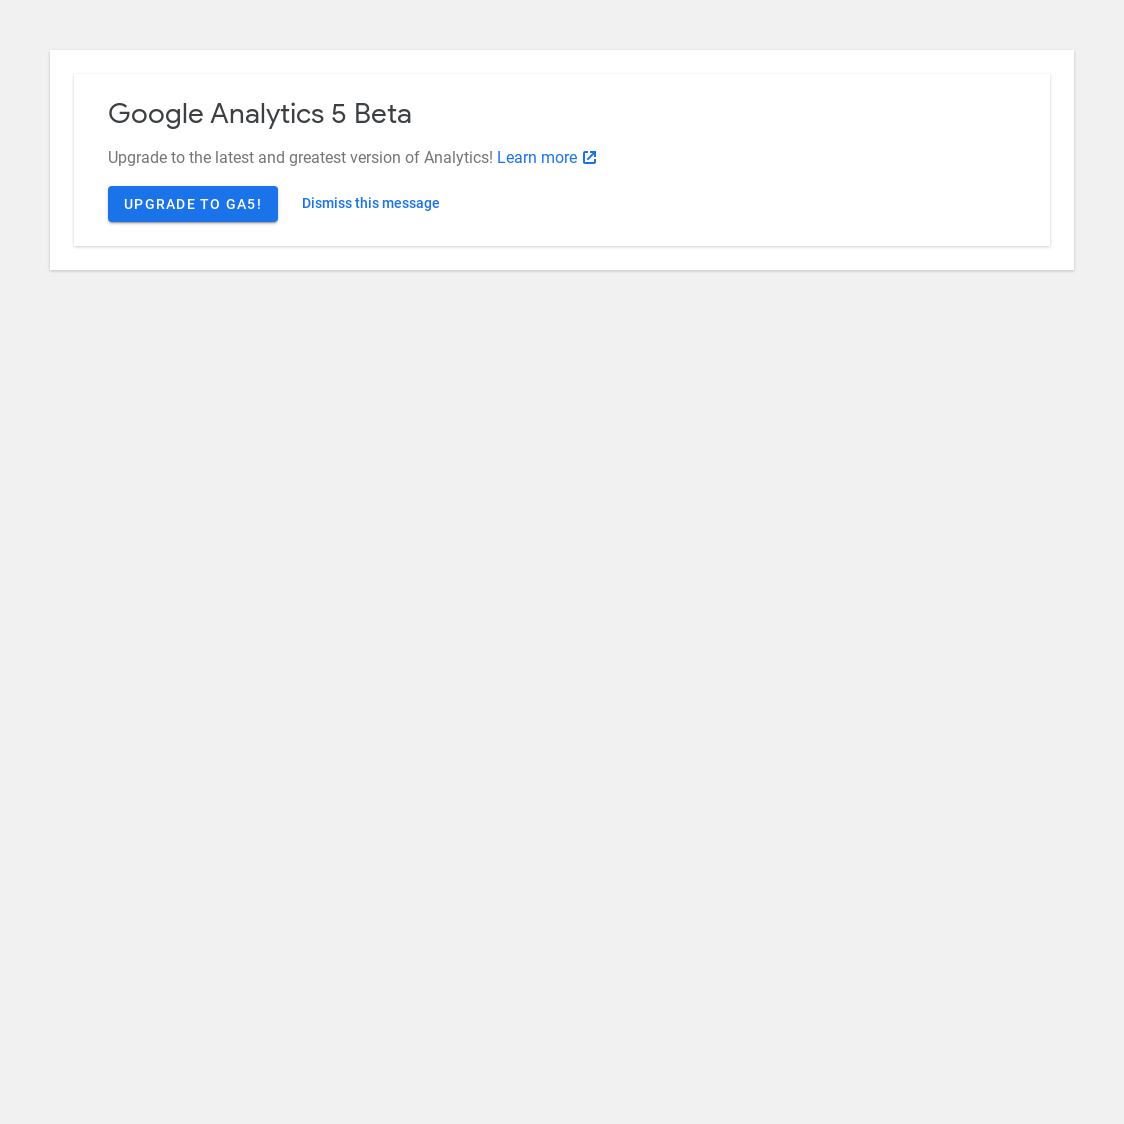 Google Analytics 5 Beta
Upgrade to the latest and greatest version of Analytics! Learn more
UPGRADE TO GA5! Dismiss this message